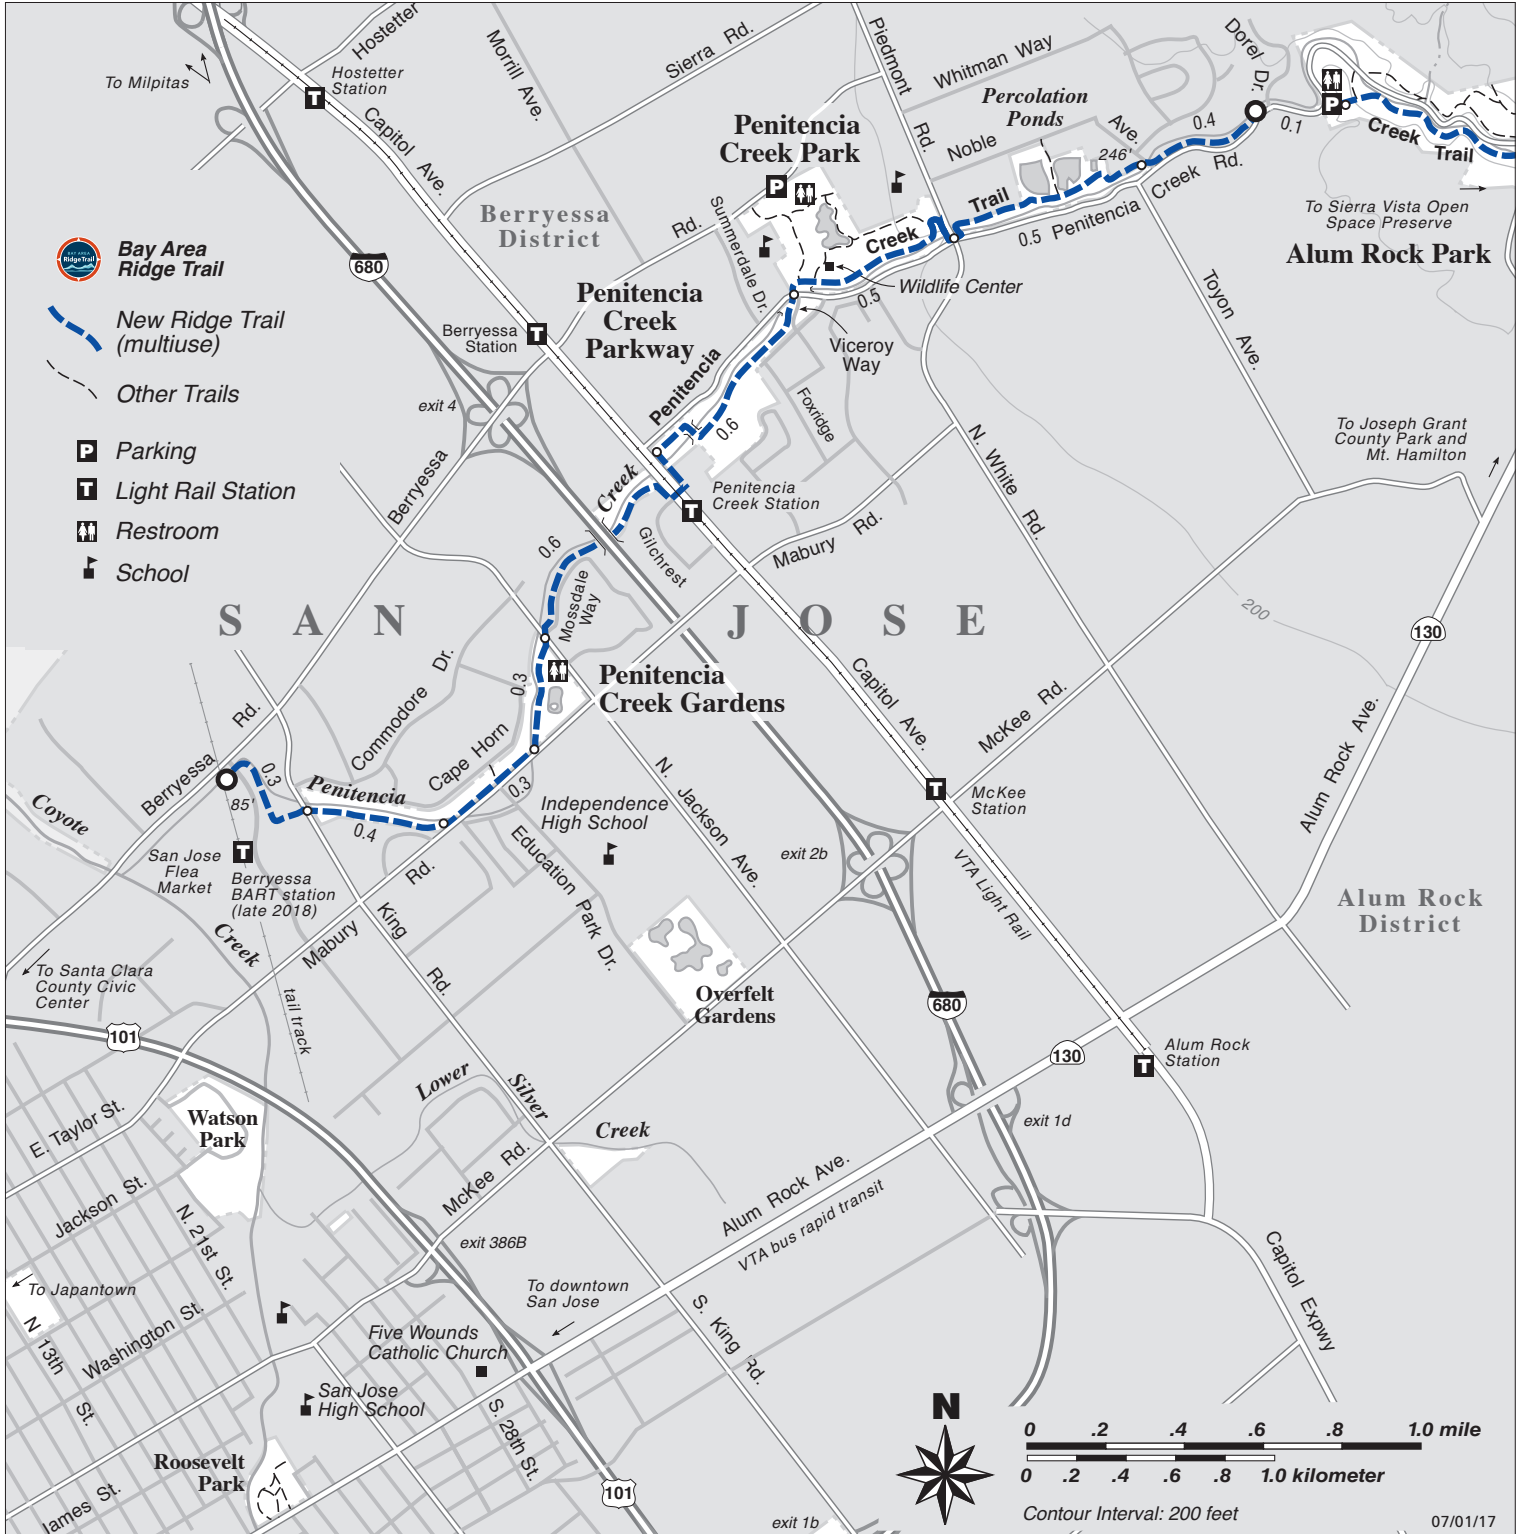 Hostetter
Morrill Ave.
Sierra Rd.
Piedmont
Rd.
Whitman Way
Dorel Dr.
To Milpitas
Hostetter
Station
T
Capitol Ave.
Percolation
Ponds
Noble
Ave.
246'
0.4
0.1
P
Creek Trail
Penitencia
Creek Park
P
Berryessa
District
Rd.
Summerdale Dr.
Creek
Trail
0.5
Penitencia Creek Rd.
To Sierra Vista Open
Space Preserve
Alum Rock Park
BAY AREA
Ridge Trail
Bay Area
Ridge Trail
680
New Ridge Trail
(multiuse)
Other Trails
P
Parking
T
Light Rail Station
Restroom
School
Wildlife Center
0.5
Penitencia
Creek
Parkway
Berryessa
Station
T
Viceroy
Way
Toyon Ave.
exit 4
Penitencia
0.6
Foxridge
To Joseph Grant
County Park and
Mt. Hamilton
N. White Rd.
Berryessa
Creek
Penitencia
Creek Station
T
Gilchrest
Mabury Rd.
0.6
Mossdale
Way
200
130
SAN JOSE
Penitencia
Creek Gardens
0.3
Commodore Dr.
Capitol Ave.
McKee Rd.
Berryessa Rd.
0.3
85'
Penitencia
Cape Horn
0.3
0.4
Coyote
Creek
N. Jackson Ave.
T
McKee
Station
Alum Rock Ave.
Independence
High School
San Jose
Flea
Market
T
Berryessa
BART station
(late 2018)
exit 2b
VTA Light Rail
Education Park Dr.
Mabury Rd.
King Rd.
Alum Rock
District
To Santa Clara
County Civic
Center
tail track
Overfelt
Gardens
680
101
130
Alum Rock
Station
T
Lower Silver Creek
Watson
Park
E. Taylor St.
exit 1d
McKee Rd.
Jackson St.
N. 21st St.
Alum Rock Ave.
VTA bus rapid transit
exit 386B
Capitol Expwy
To Japantown
To downtown
San Jose
N 13th St.
Washington St.
Five Wounds
Catholic Church
S. King Rd.
San Jose
High School
S. 28th St.
N
0 .2 .4 .6 .8 1.0 mile
0 .2 .4 .6 .8 1.0 kilometer
Roosevelt
Park
James St.
101
exit 1b
Contour Interval: 200 feet
07/01/17